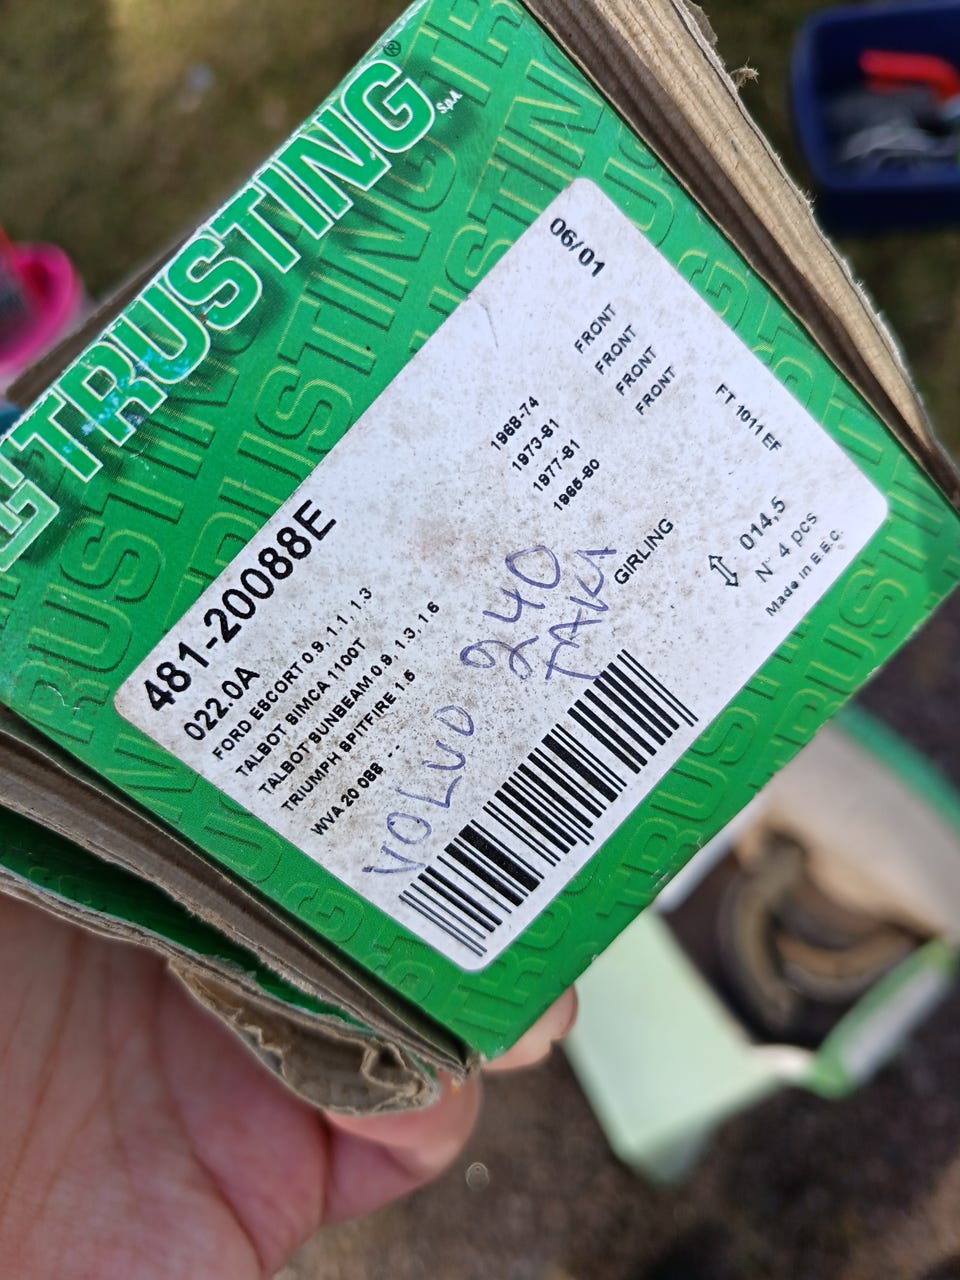 TRUSTING® S.p.A.
06/01
481-20088E
022.0A
FORD ESCORT 0.9, 1.1, 1.3 1968-74 FRONT
TALBOT SIMCA 1100T 1973-81 FRONT
TALBOT SUNBEAM 0.9, 1.3, 1.6 1977-81 FRONT
TRIUMPH SPITFIRE 1.5 1965-80 FRONT
WVA 20 088 - -
GIRLING
FT 1011 EF
014,5
N° 4 pcs
Made in E.E.C.
VOLVO 240
TAKA